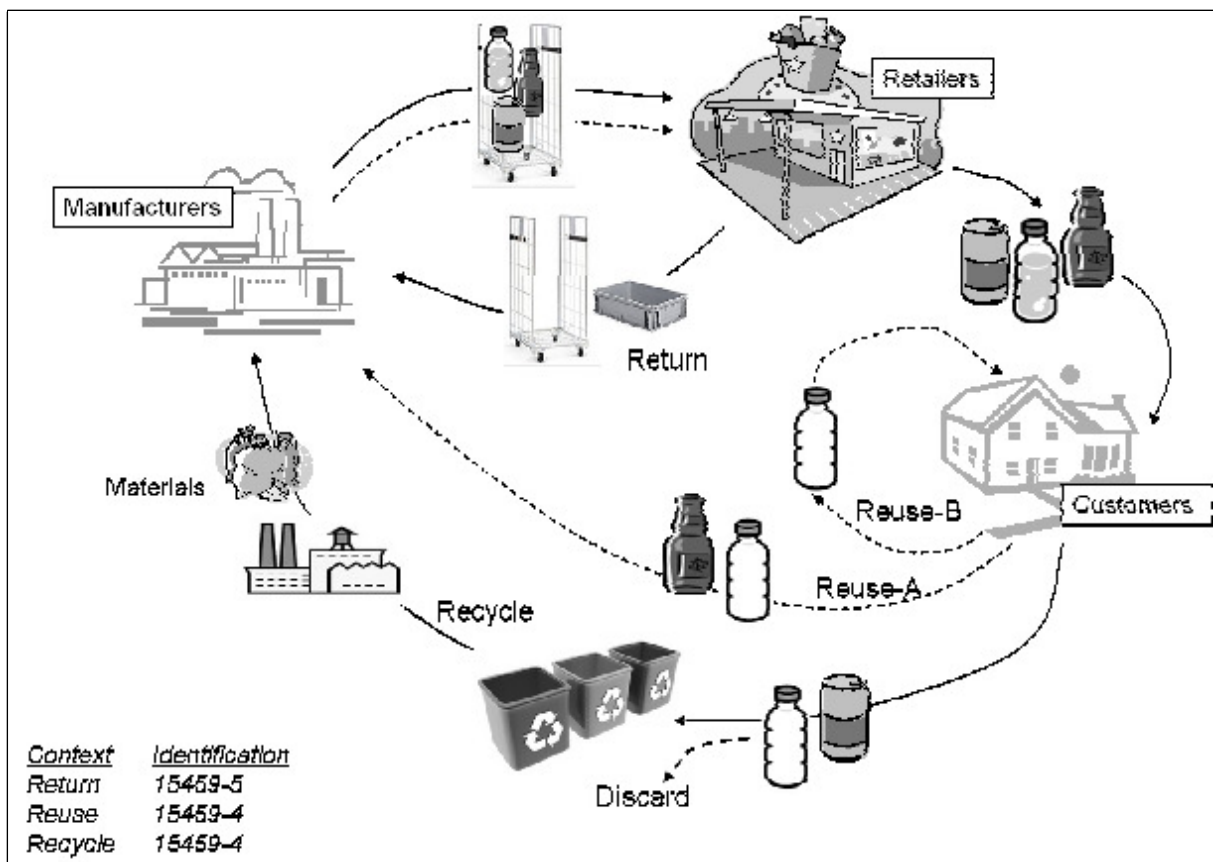 Retailers
Manufacturers
Return
Materials
Reuse-B
Customers
Reuse-A
Recycle
Discard
Context Identification
Return 15459-5
Reuse 15459-4
Recycle 15459-4